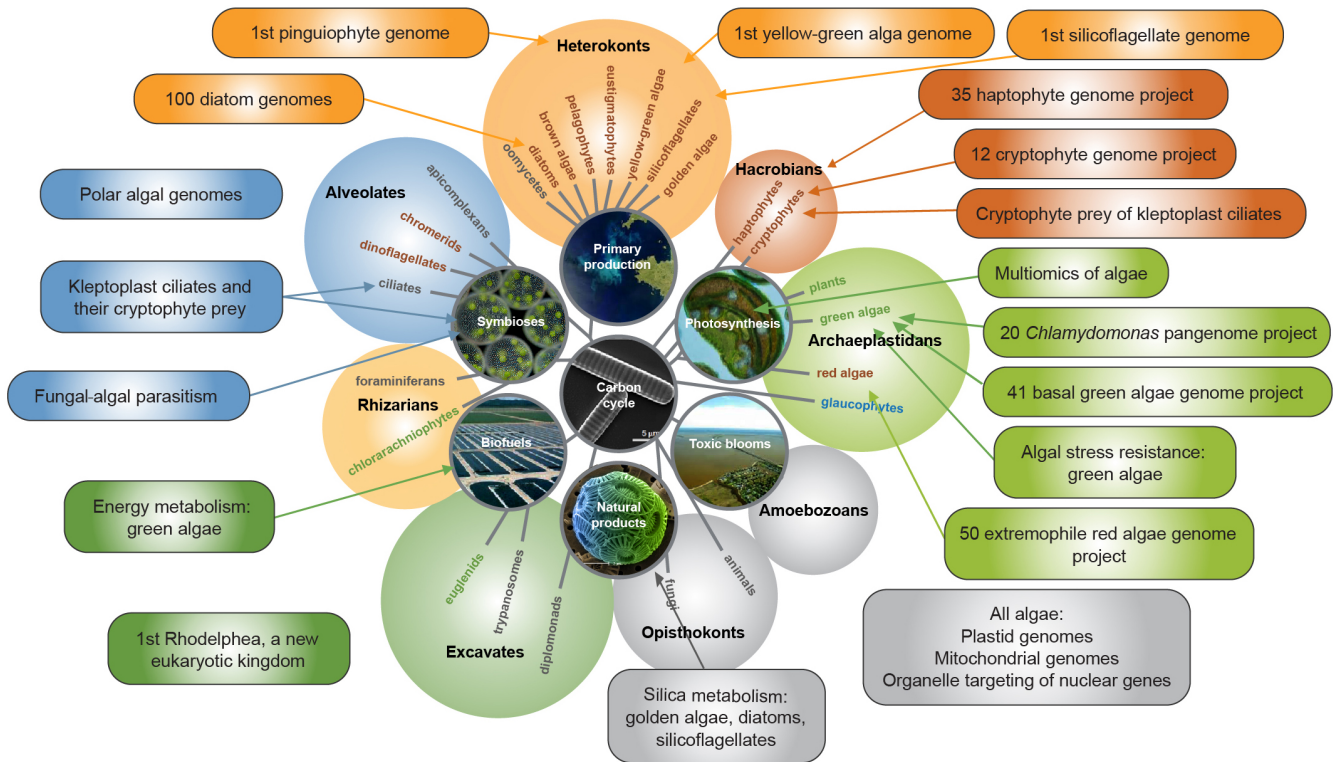 1st pinguiophyte genome
1st yellow-green alga genome
1st silicoflagellate genome
100 diatom genomes
Heterokonts
oomycetes
diatoms
brown algae
pelagophytes
eustigmatophytes
yellow-green algae
silicoflagellates
golden algae
35 haptophyte genome project
12 cryptophyte genome project
Cryptophyte prey of kleptoplast ciliates
Hacrobians
haptophytes
cryptophytes
Polar algal genomes
Kleptoplast ciliates and
their cryptophyte prey
Fungal-algal parasitism
Alveolates
apicomplexans
chromerids
dinoflagellates
ciliates
Primary
production
Symbioses
Photosynthesis
Carbon
cycle
5 µm
Biofuels
Toxic blooms
Natural
products
plants
green algae
Archaeplastidans
red algae
glaucophytes
Multiomics of algae
20 Chlamydomonas pangenome project
41 basal green algae genome project
Algal stress resistance:
green algae
50 extremophile red algae genome
project
foraminiferans
Rhizarians
chlorarachniophytes
Energy metabolism:
green algae
1st Rhodelphea, a new
eukaryotic kingdom
euglenids
trypanosomes
diplomonads
Excavates
fungi
animals
Opisthokonts
Amoebozoans
Silica metabolism:
golden algae, diatoms,
silicoflagellates
All algae:
Plastid genomes
Mitochondrial genomes
Organelle targeting of nuclear genes